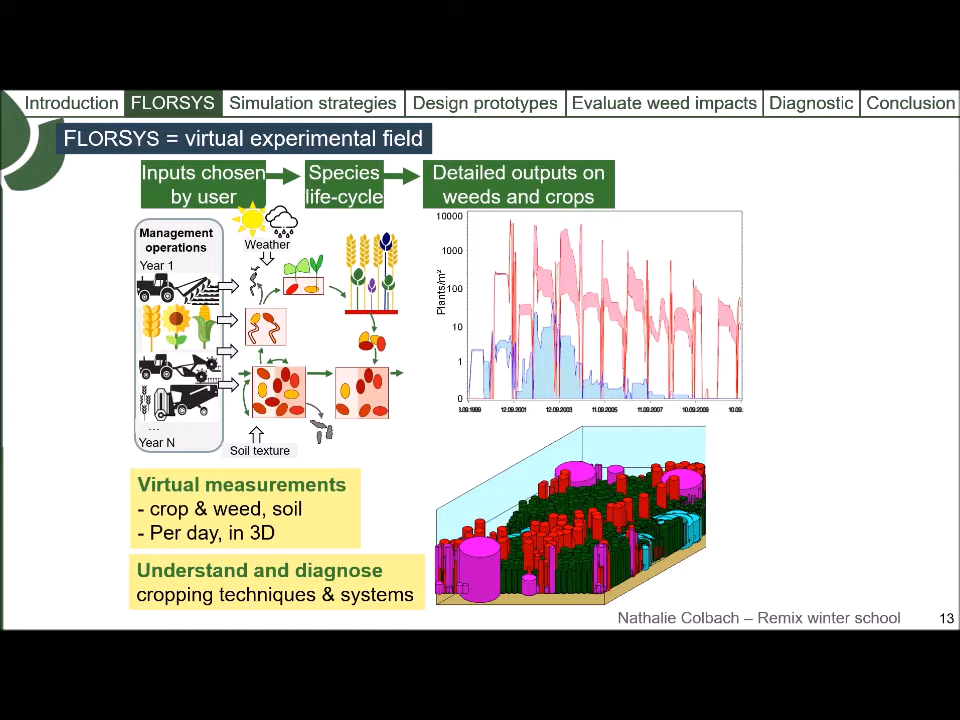 Introduction FLORSYS Simulation strategies Design prototypes Evaluate weed impacts Diagnostic Conclusion
FLORSYS = virtual experimental field
Inputs chosen
by user
Species
life-cycle
Detailed outputs on
weeds and crops
Management
operations
Year 1
...
Year N
Weather
Soil texture
Plants/m²
10000
1000
100
10
1
0
3.09.1999 12.09.2001 12.09.2003 11.09.2005 11.09.2007 10.09.2009 10.09.
Virtual measurements
- crop & weed, soil
- Per day, in 3D
Understand and diagnose
cropping techniques & systems
Nathalie Colbach – Remix winter school 13